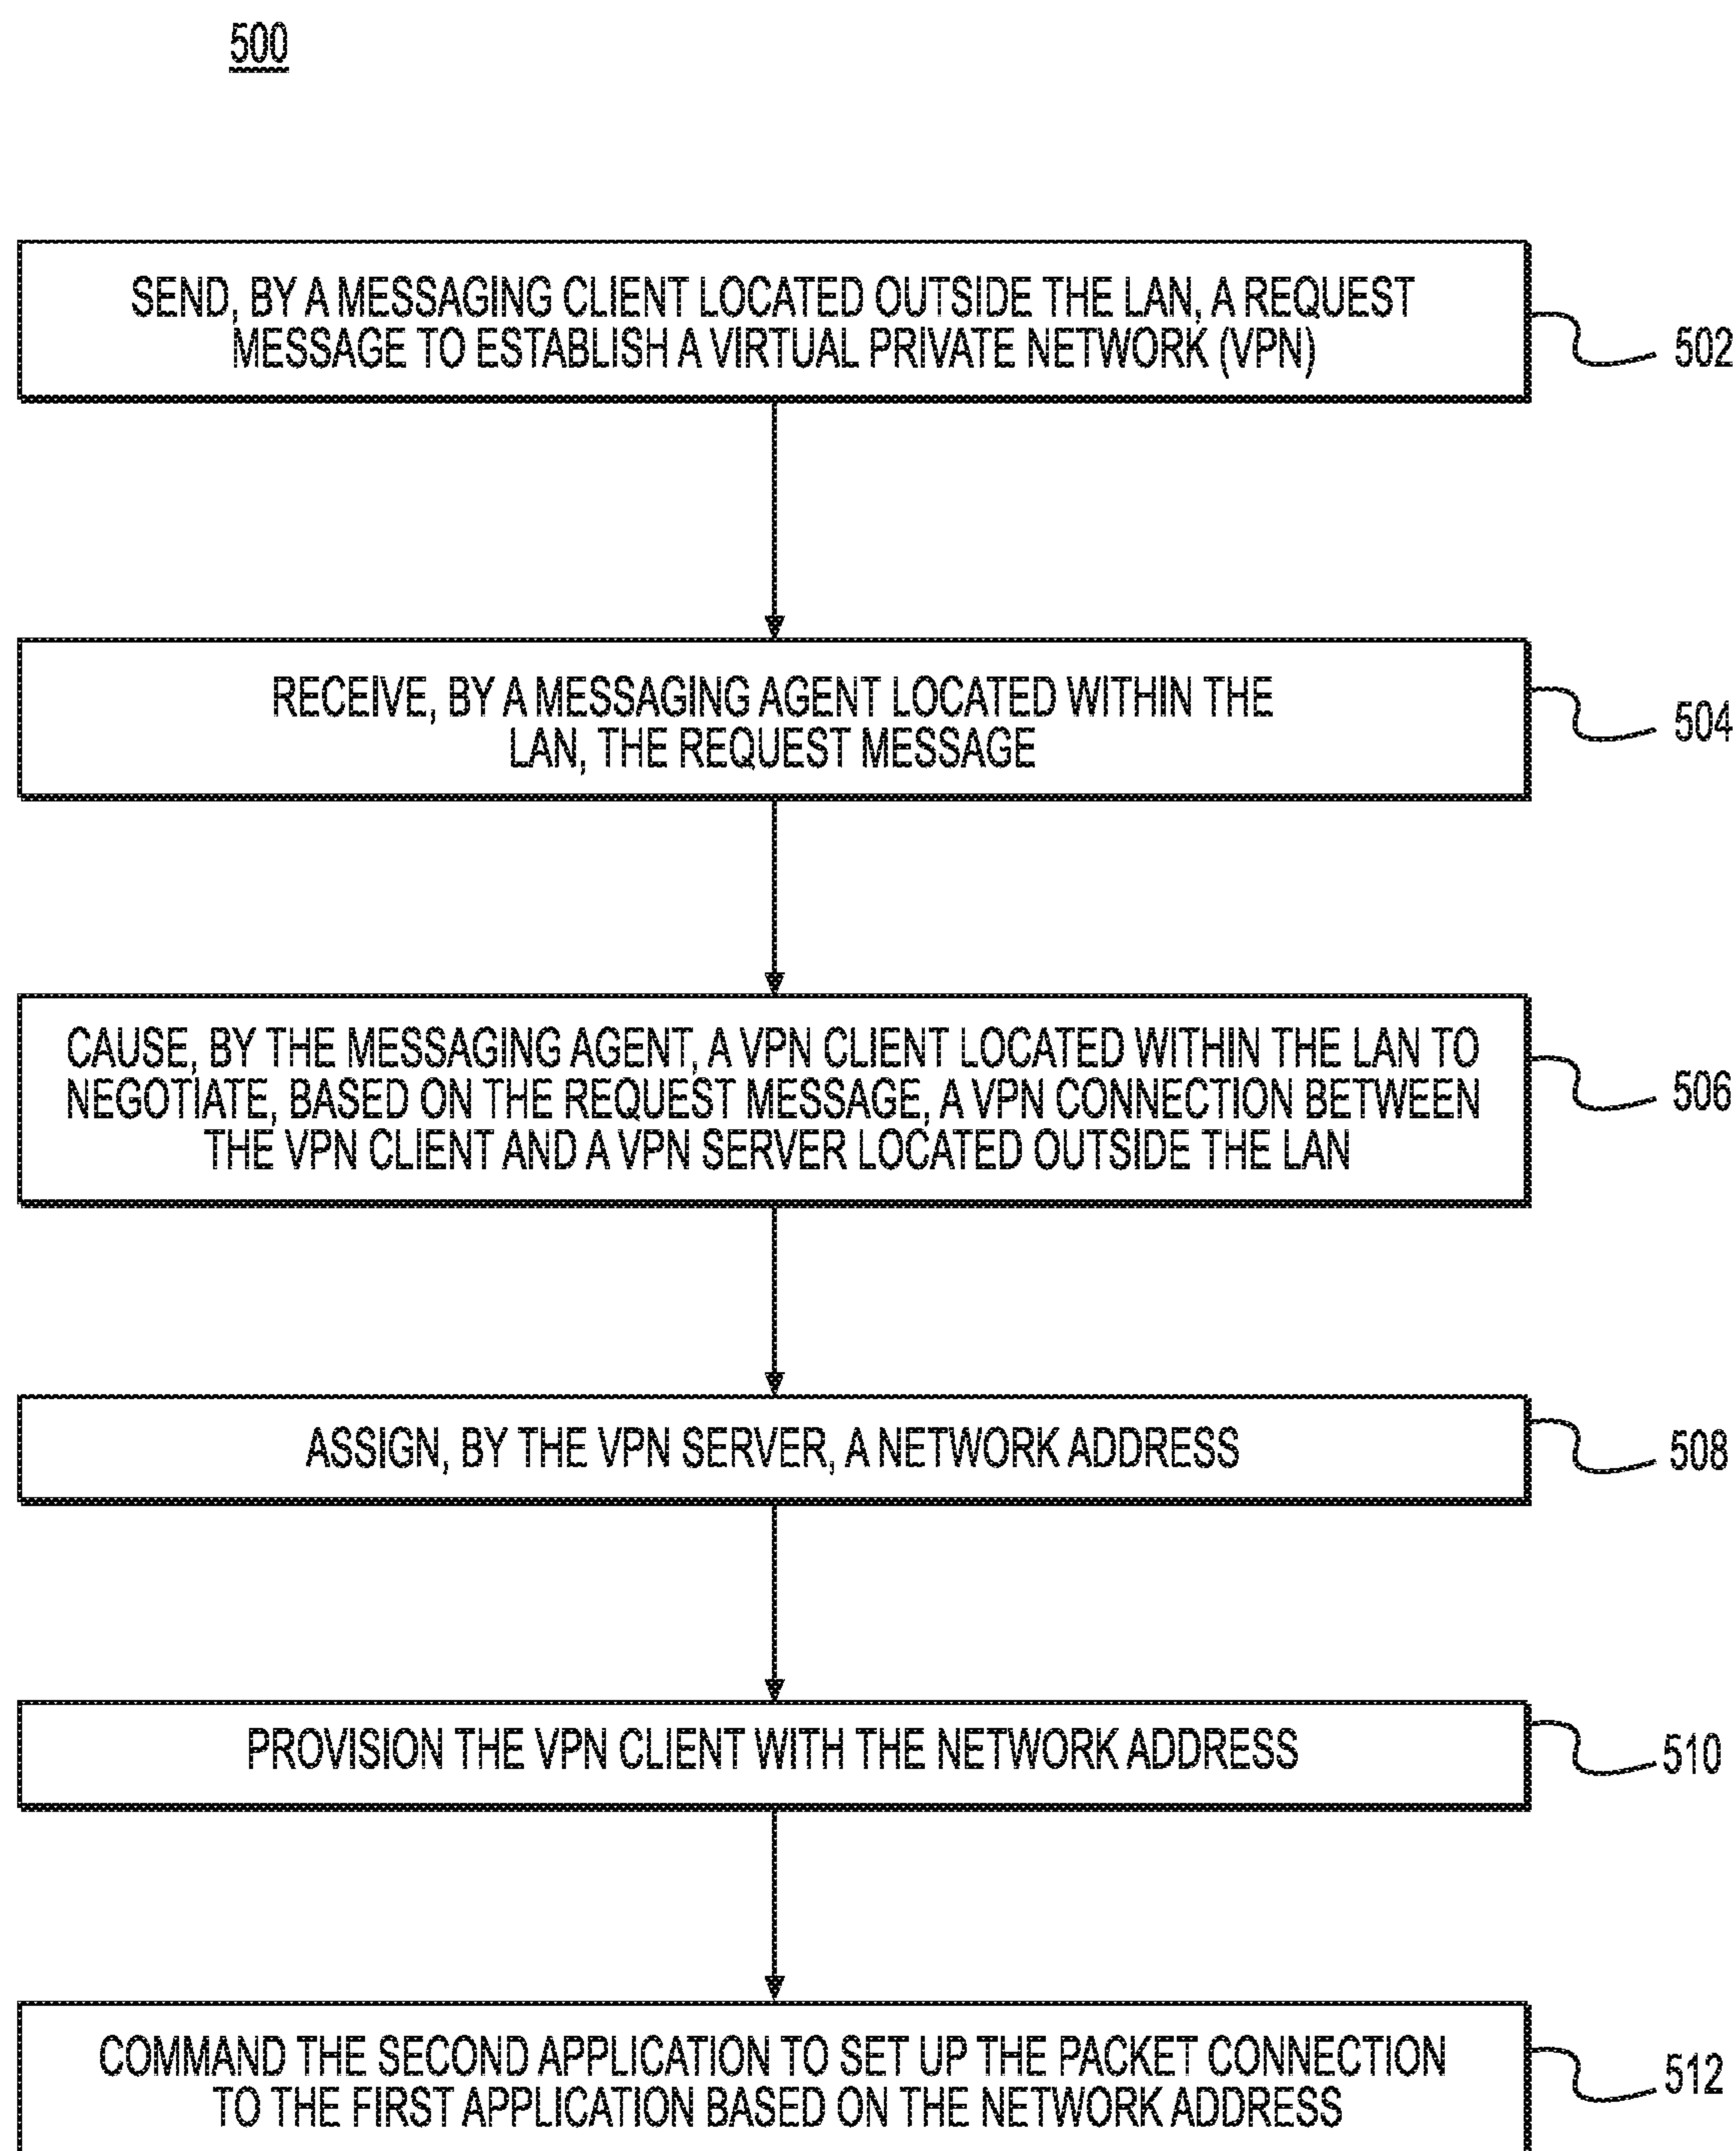 500
SEND, BY A MESSAGING CLIENT LOCATED OUTSIDE THE LAN, A REQUEST
MESSAGE TO ESTABLISH A VIRTUAL PRIVATE NETWORK (VPN)
502
RECEIVE, BY A MESSAGING AGENT LOCATED WITHIN THE
LAN, THE REQUEST MESSAGE
504
CAUSE, BY THE MESSAGING AGENT, A VPN CLIENT LOCATED WITHIN THE LAN TO
NEGOTIATE, BASED ON THE REQUEST MESSAGE, A VPN CONNECTION BETWEEN
THE VPN CLIENT AND A VPN SERVER LOCATED OUTSIDE THE LAN
506
ASSIGN, BY THE VPN SERVER, A NETWORK ADDRESS
508
PROVISION THE VPN CLIENT WITH THE NETWORK ADDRESS
510
COMMAND THE SECOND APPLICATION TO SET UP THE PACKET CONNECTION
TO THE FIRST APPLICATION BASED ON THE NETWORK ADDRESS
512